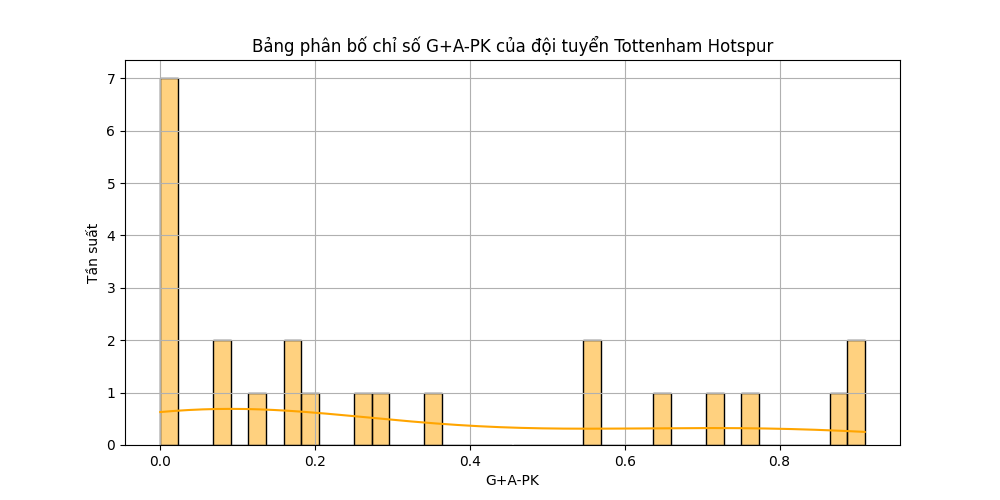 Bảng phân bố chỉ số G+A-PK của đội tuyển Tottenham Hotspur
7
6
5
4
3
2
1
0
Tần suất
0.0 0.2 0.4 0.6 0.8
G+A-PK